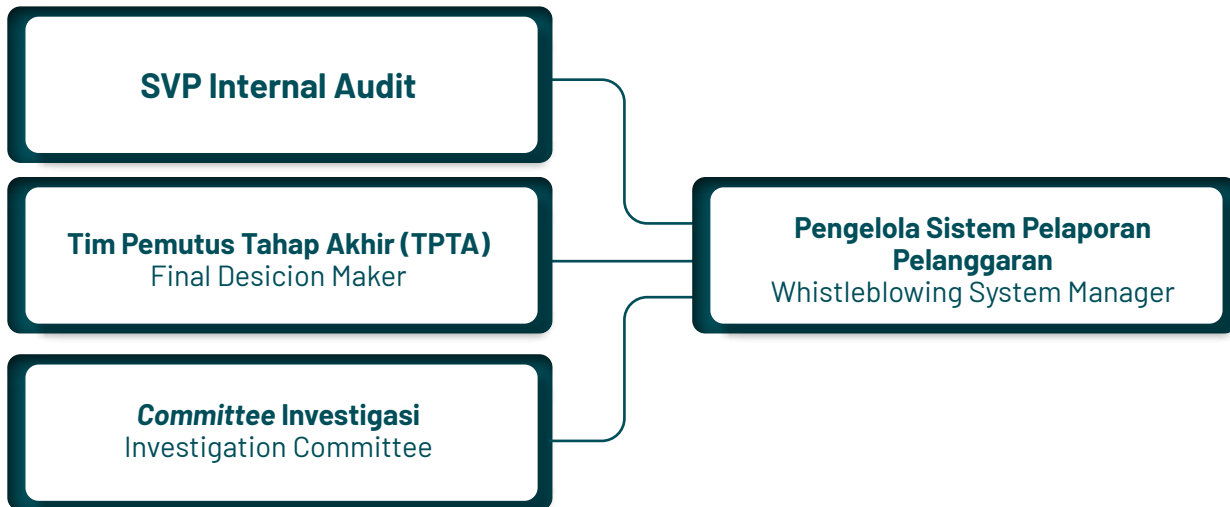 SVP Internal Audit
Tim Pemutus Tahap Akhir (TPTA)
Final Desicion Maker
Committee Investigasi
Investigation Committee
Pengelola Sistem Pelaporan
Pelanggaran
Whistleblowing System Manager